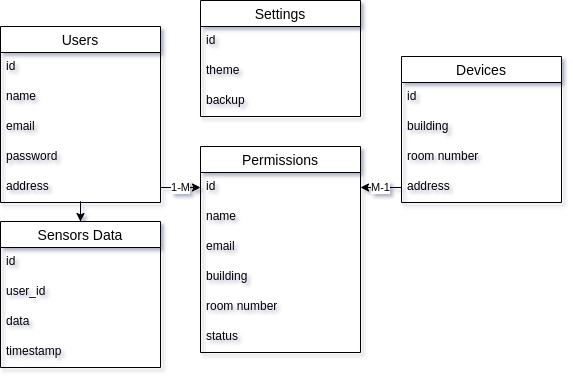 Users
id
name
email
password
address
Settings
id
theme
backup
Devices
id
building
room number
address
1-M
M-1
Permissions
id
name
email
building
room number
status
Sensors Data
id
user_id
data
timestamp